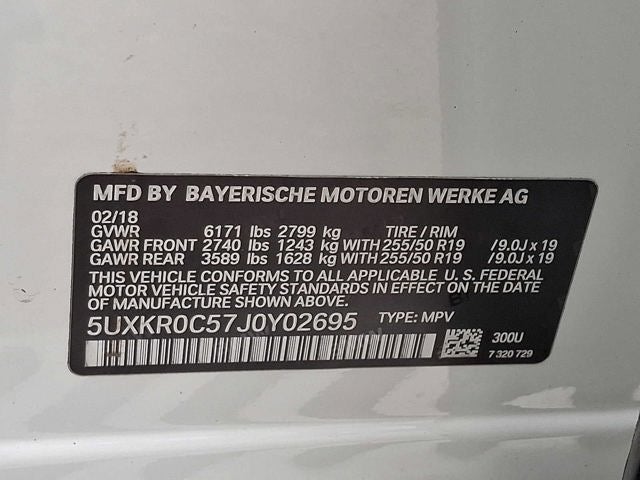 MFD BY BAYERISCHE MOTOREN WERKE AG
02/18
GVWR 6171 lbs 2799 kg TIRE / RIM
GAWR FRONT 2740 lbs 1243 kg WITH 255/50 R19 /9.0J x 19
GAWR REAR 3589 lbs 1628 kg WITH 255/50 R19 /9.0J x 19
THIS VEHICLE CONFORMS TO ALL APPLICABLE U. S. FEDERAL
MOTOR VEHICLE SAFETY STANDARDS IN EFFECT ON THE DATE
OF MANUFACTURE SHOWN ABOVE.
5UXKR0C57J0Y02695 TYPE: MPV
300U
7 320 729